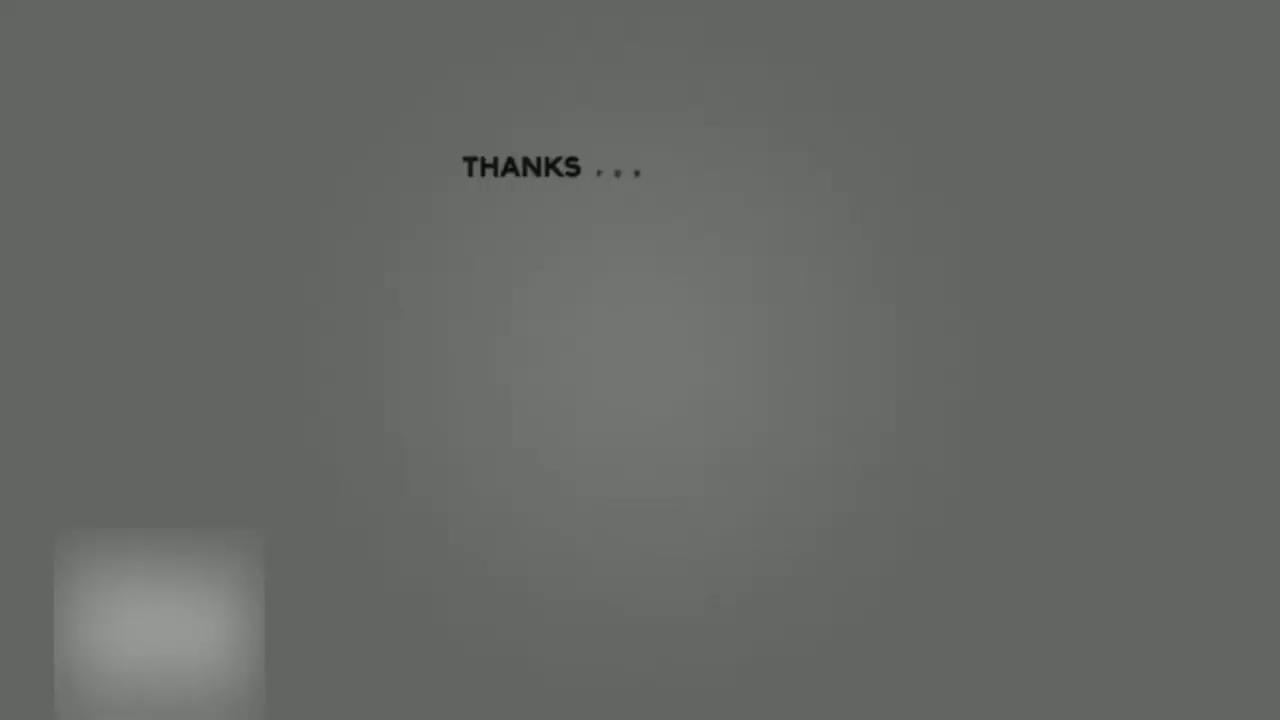 THANKS . . .